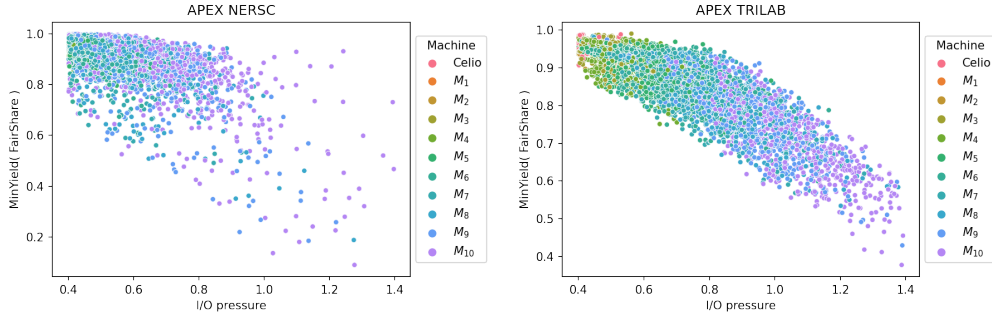 APEX NERSC
MinYield( FairShare )
1.0
0.8
0.6
0.4
0.2
0.4 0.6 0.8 1.0 1.2 1.4
I/O pressure
Machine
Celio
M1
M2
M3
M4
M5
M6
M7
M8
M9
M10
APEX TRILAB
MinYield( FairShare )
1.0
0.9
0.8
0.7
0.6
0.5
0.4
0.4 0.6 0.8 1.0 1.2 1.4
I/O pressure
Machine
Celio
M1
M2
M3
M4
M5
M6
M7
M8
M9
M10